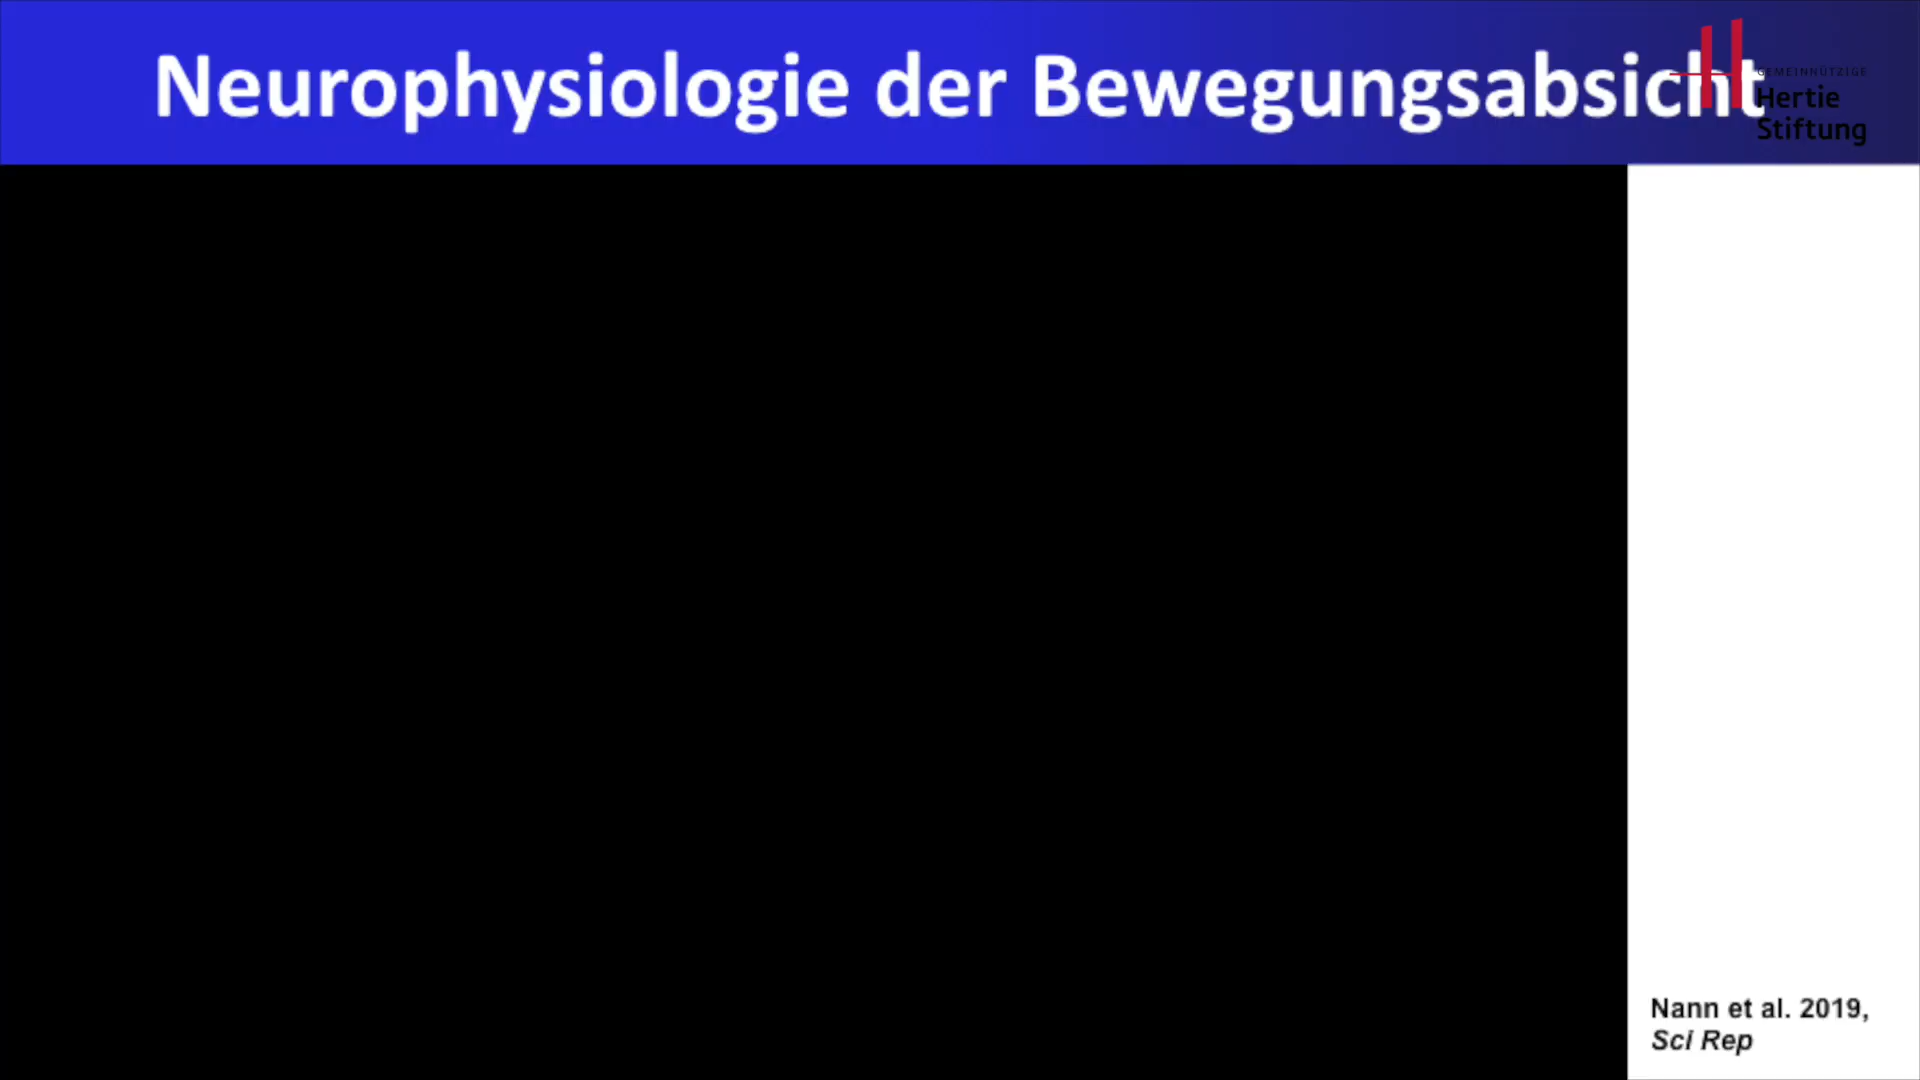 Neurophysiologie der Bewegungsabsicht
GEMEINNÜTZIGE
Hertie
Stiftung
Nann et al. 2019,
Sci Rep